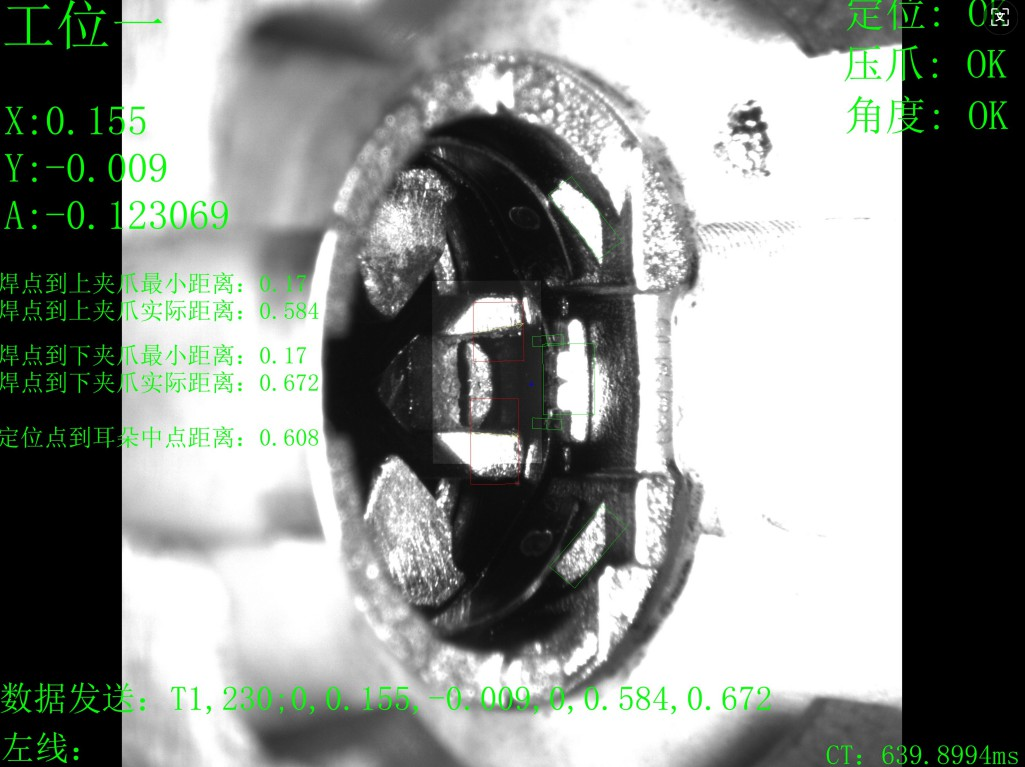 工位一
定位: OK
压爪: OK
角度: OK
X:0.155
Y:-0.009
A:-0.123069
焊点到上夹爪最小距离: 0.17
焊点到上夹爪实际距离: 0.584
焊点到下夹爪最小距离: 0.17
焊点到下夹爪实际距离: 0.672
定位点到耳朵中点距离: 0.608
数据发送: T1,230;0,0.155,-0.009,0,0.584,0.672
左线:
CT: 639.8994ms